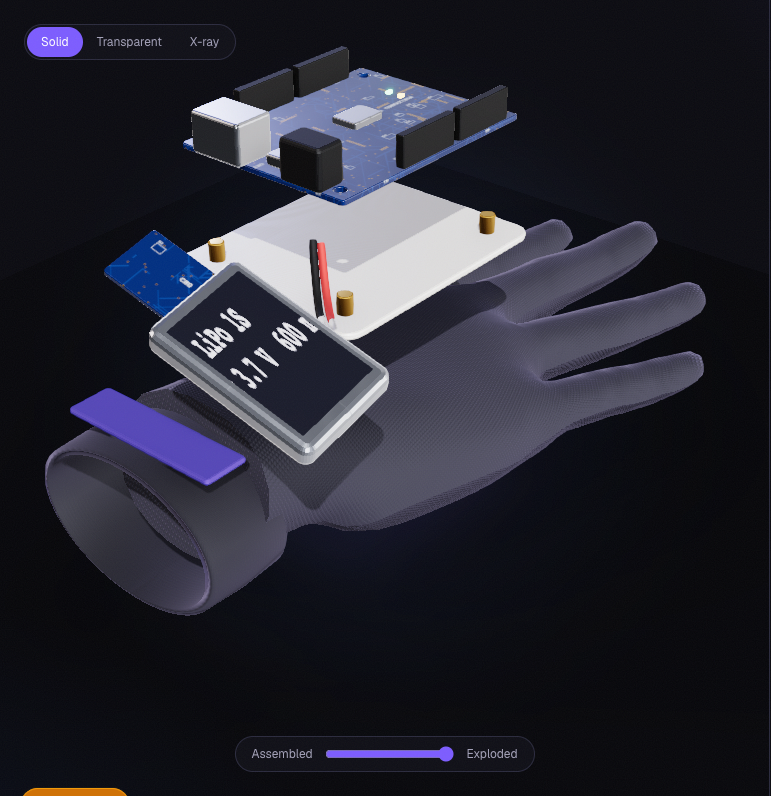 Solid Transparent X-ray
LiPo 1S
3.7 V 600
Assembled Exploded